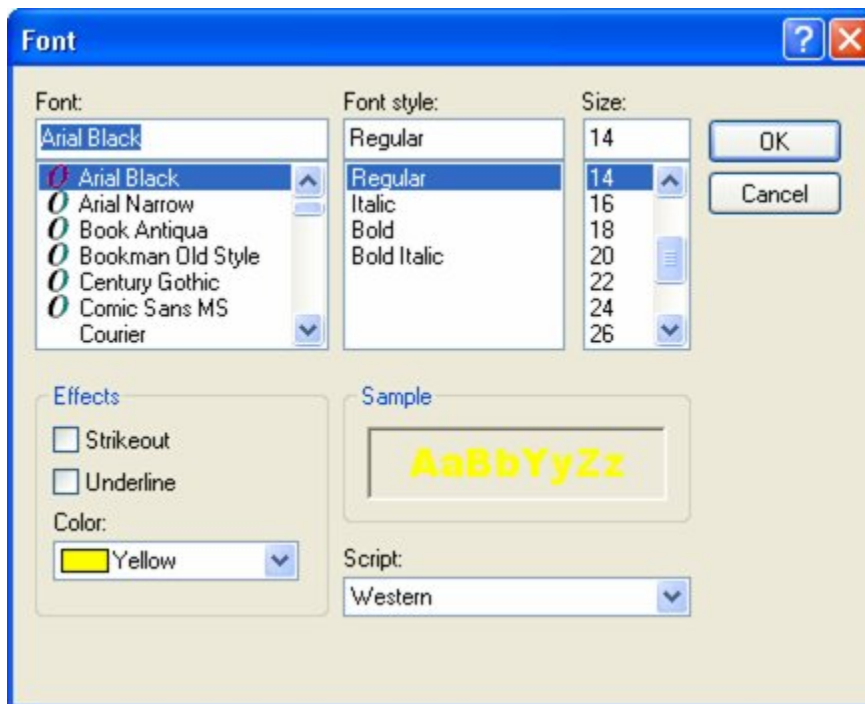 Font
Font:
Arial Black
Arial Black
Arial Narrow
Book Antiqua
Bookman Old Style
Century Gothic
Comic Sans MS
Courier
Font style:
Regular
Regular
Italic
Bold
Bold Italic
Size:
14
14
16
18
20
22
24
26
OK
Cancel
Effects
Strikeout
Underline
Color:
Yellow
Sample
AaBbYyZz
Script:
Western